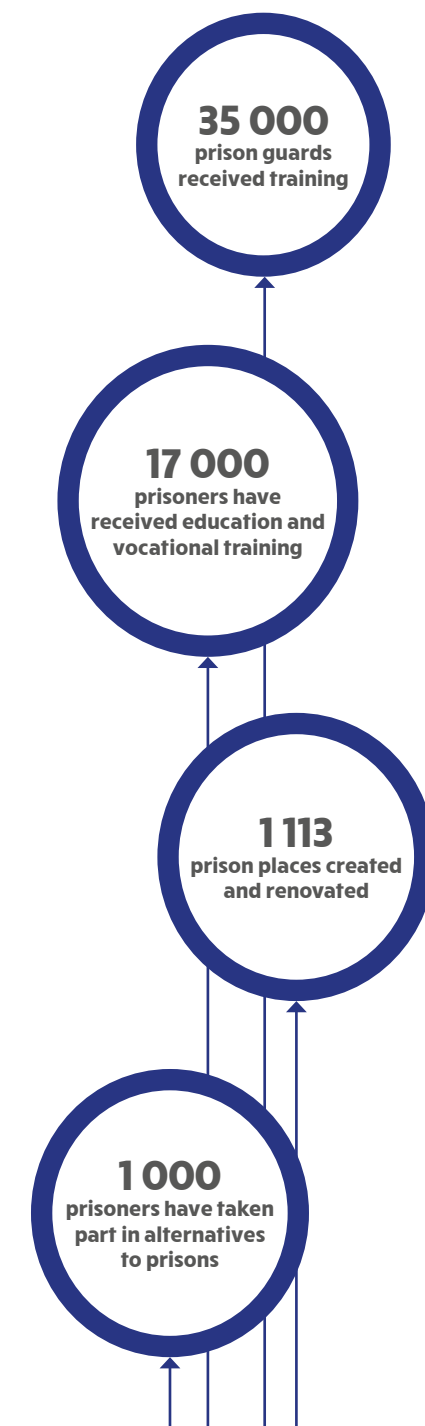 35 000
prison guards
received training
17 000
prisoners have
received education and
vocational training
1 113
prison places created
and renovated
1 000
prisoners have taken
part in alternatives
to prisons